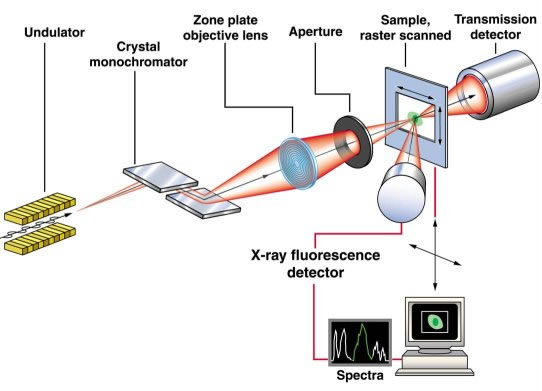 Undulator
Crystal
monochromator
Zone plate
objective lens
Aperture
Sample,
raster scanned
Transmission
detector
X-ray fluorescence
detector
Spectra